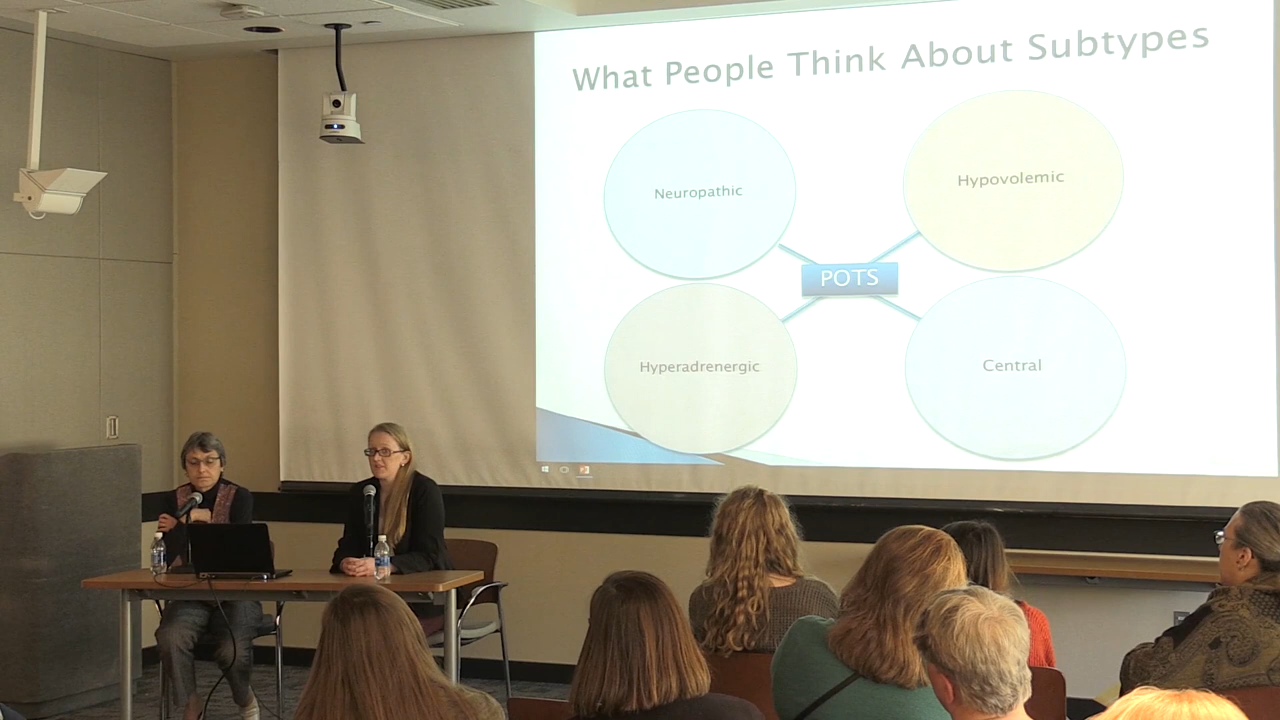 What People Think About Subtypes
Neuropathic
Hypovolemic
POTS
Hyperadrenergic
Central